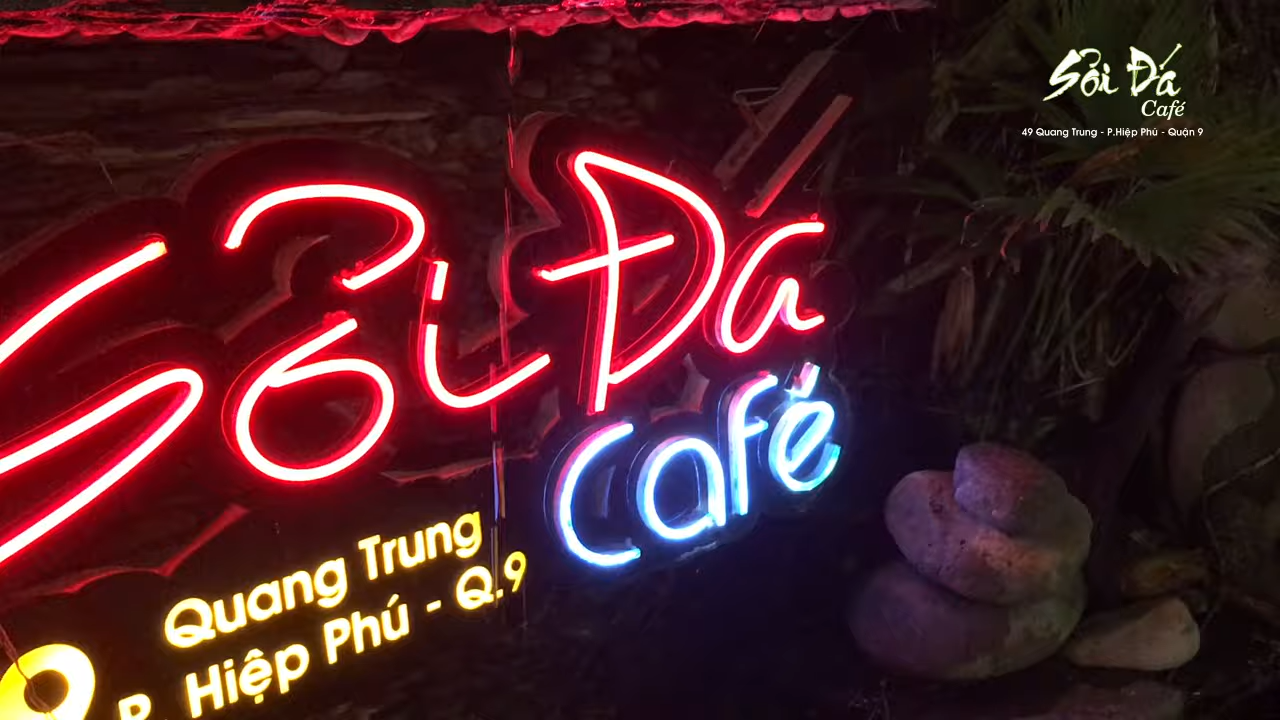 Sỏi Đá
Café
49 Quang Trung - P.Hiệp Phú - Quận 9
Sỏi Đá
Café
Quang Trung
P. Hiệp Phú - Q.9